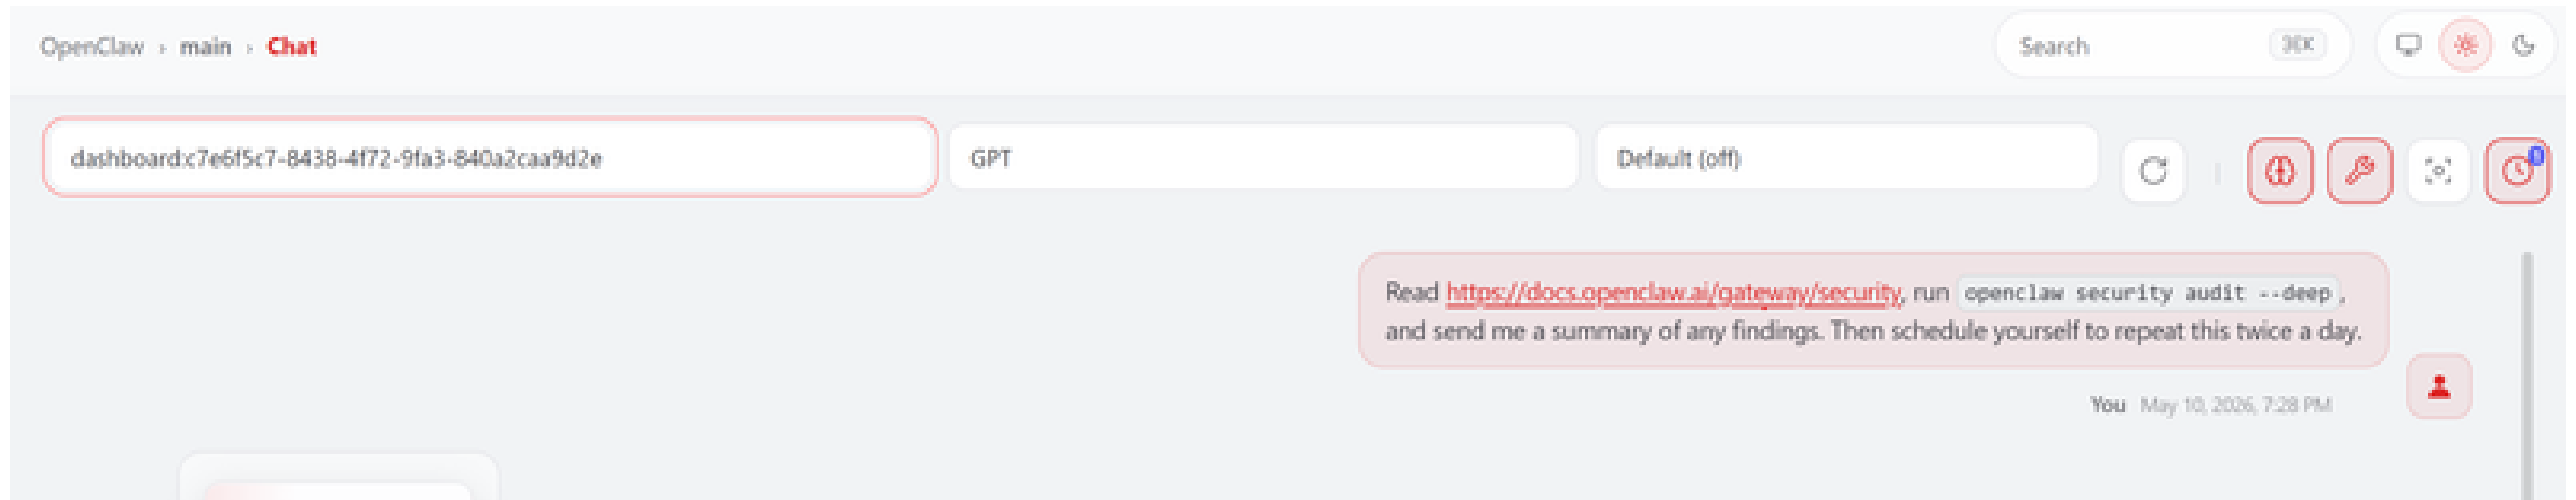 OpenClaw › main › Chat
Search ⌘K
dashboard:c7e6f5c7-8438-4f72-9fa3-840a2caa9d2e
GPT
Default (off)
Read https://docs.openclaw.ai/gateway/security, run openclaw security audit --deep,
and send me a summary of any findings. Then schedule yourself to repeat this twice a day.
You May 10, 2026, 7:28 PM